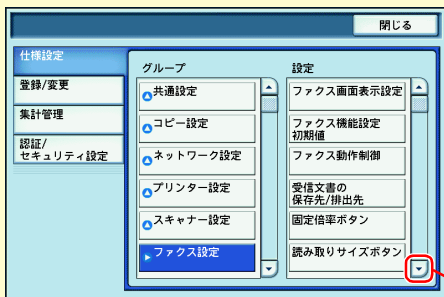 閉じる
仕様設定
登録/変更
集計管理
認証/
セキュリティ設定
グループ
共通設定
コピー設定
ネットワーク設定
プリンター設定
スキャナー設定
ファクス設定
設定
ファクス画面表示設定
ファクス機能設定
初期値
ファクス動作制御
受信文書の
保存先/排出先
固定倍率ボタン
読み取りサイズボタン